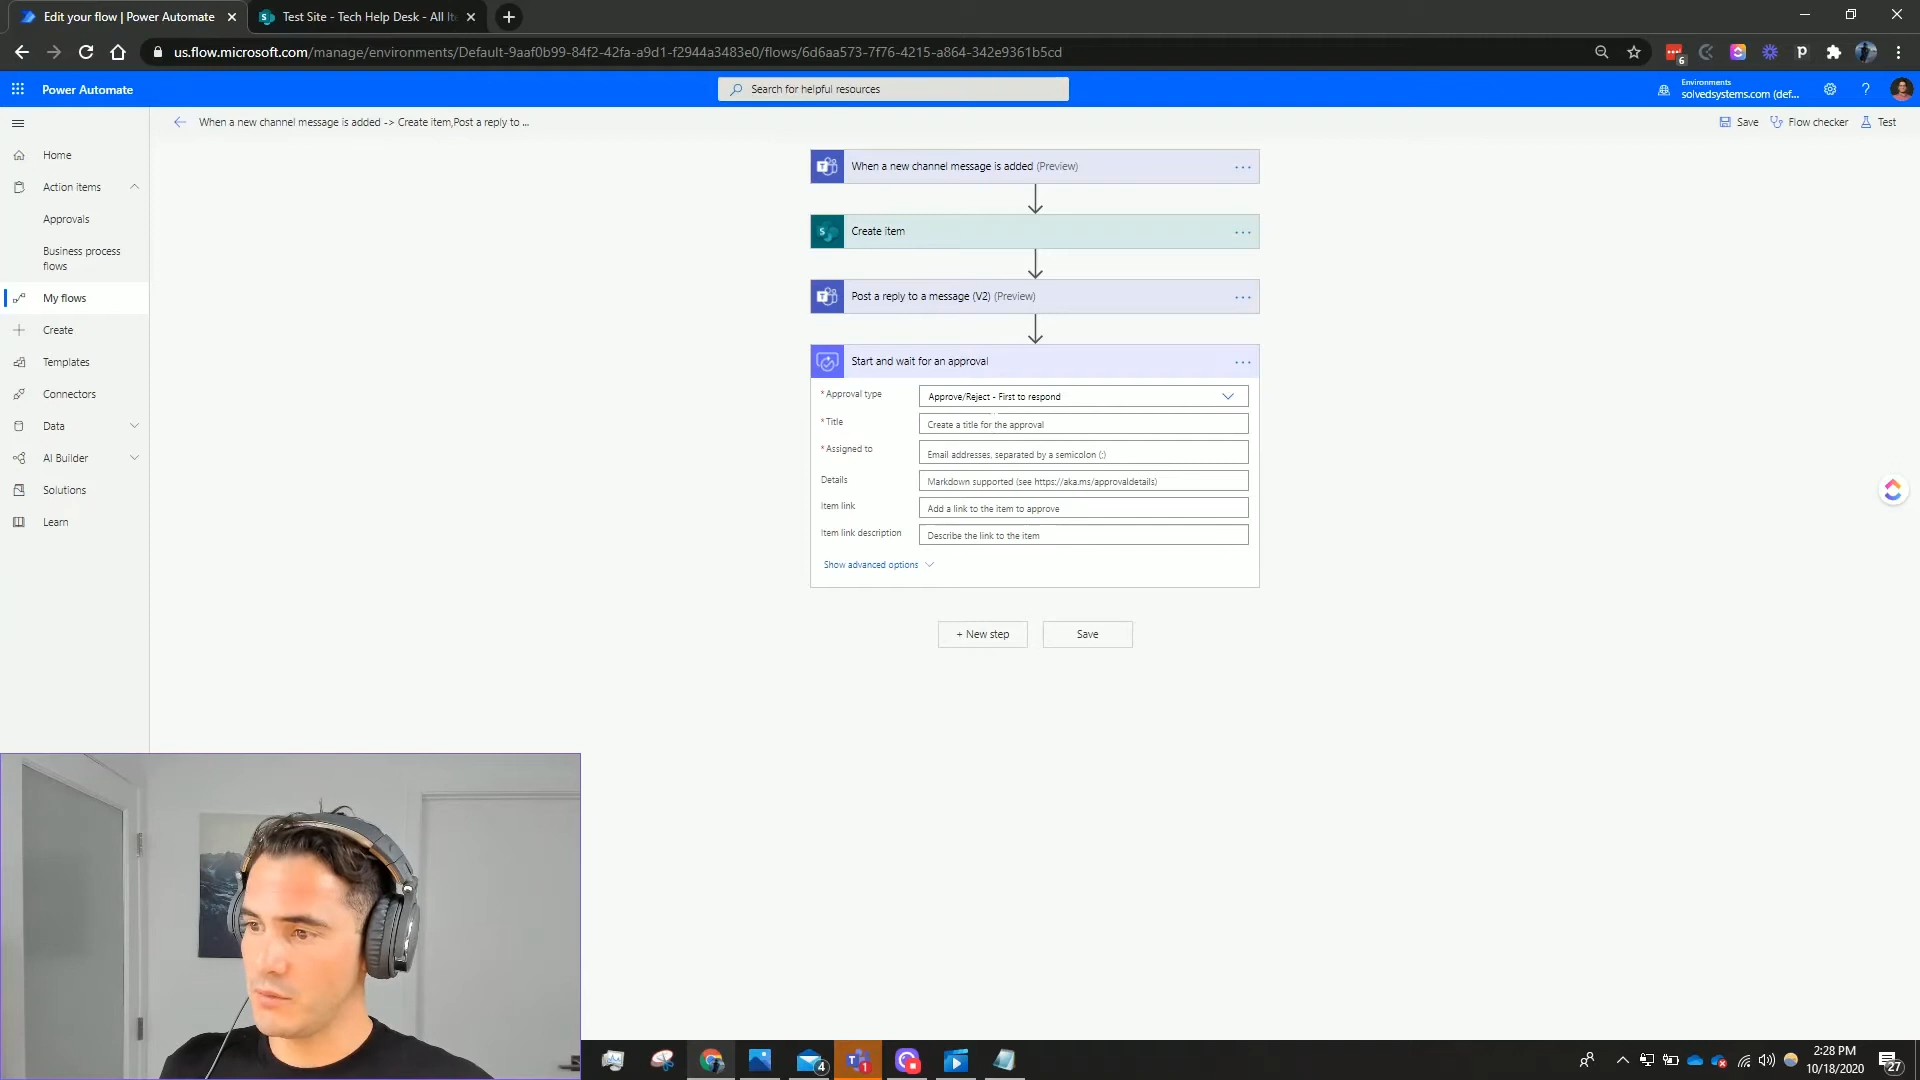 Edit your flow | Power Automate
Test Site - Tech Help Desk - All Ite
us.flow.microsoft.com/manage/environments/Default-9aaf0b99-84f2-42fa-a9d1-f2944a3483e0/flows/6d6aa573-7f76-4215-a864-342e9361b5cd
6
Power Automate
Search for helpful resources
Environments
solvedsystems.com (def...
When a new channel message is added -> Create item,Post a reply to ...
Save
Flow checker
Test
Home
Action items
Approvals
Business process
flows
My flows
Create
Templates
Connectors
Data
AI Builder
Solutions
Learn
When a new channel message is added (Preview)
Create item
Post a reply to a message (V2) (Preview)
Start and wait for an approval
* Approval type
Approve/Reject - First to respond
* Title
Create a title for the approval
* Assigned to
Email addresses, separated by a semicolon (;)
Details
Markdown supported (see https://aka.ms/approvaldetails)
Item link
Add a link to the item to approve
Item link description
Describe the link to the item
Show advanced options
+ New step
Save
4
1
2:28 PM
10/18/2020
27